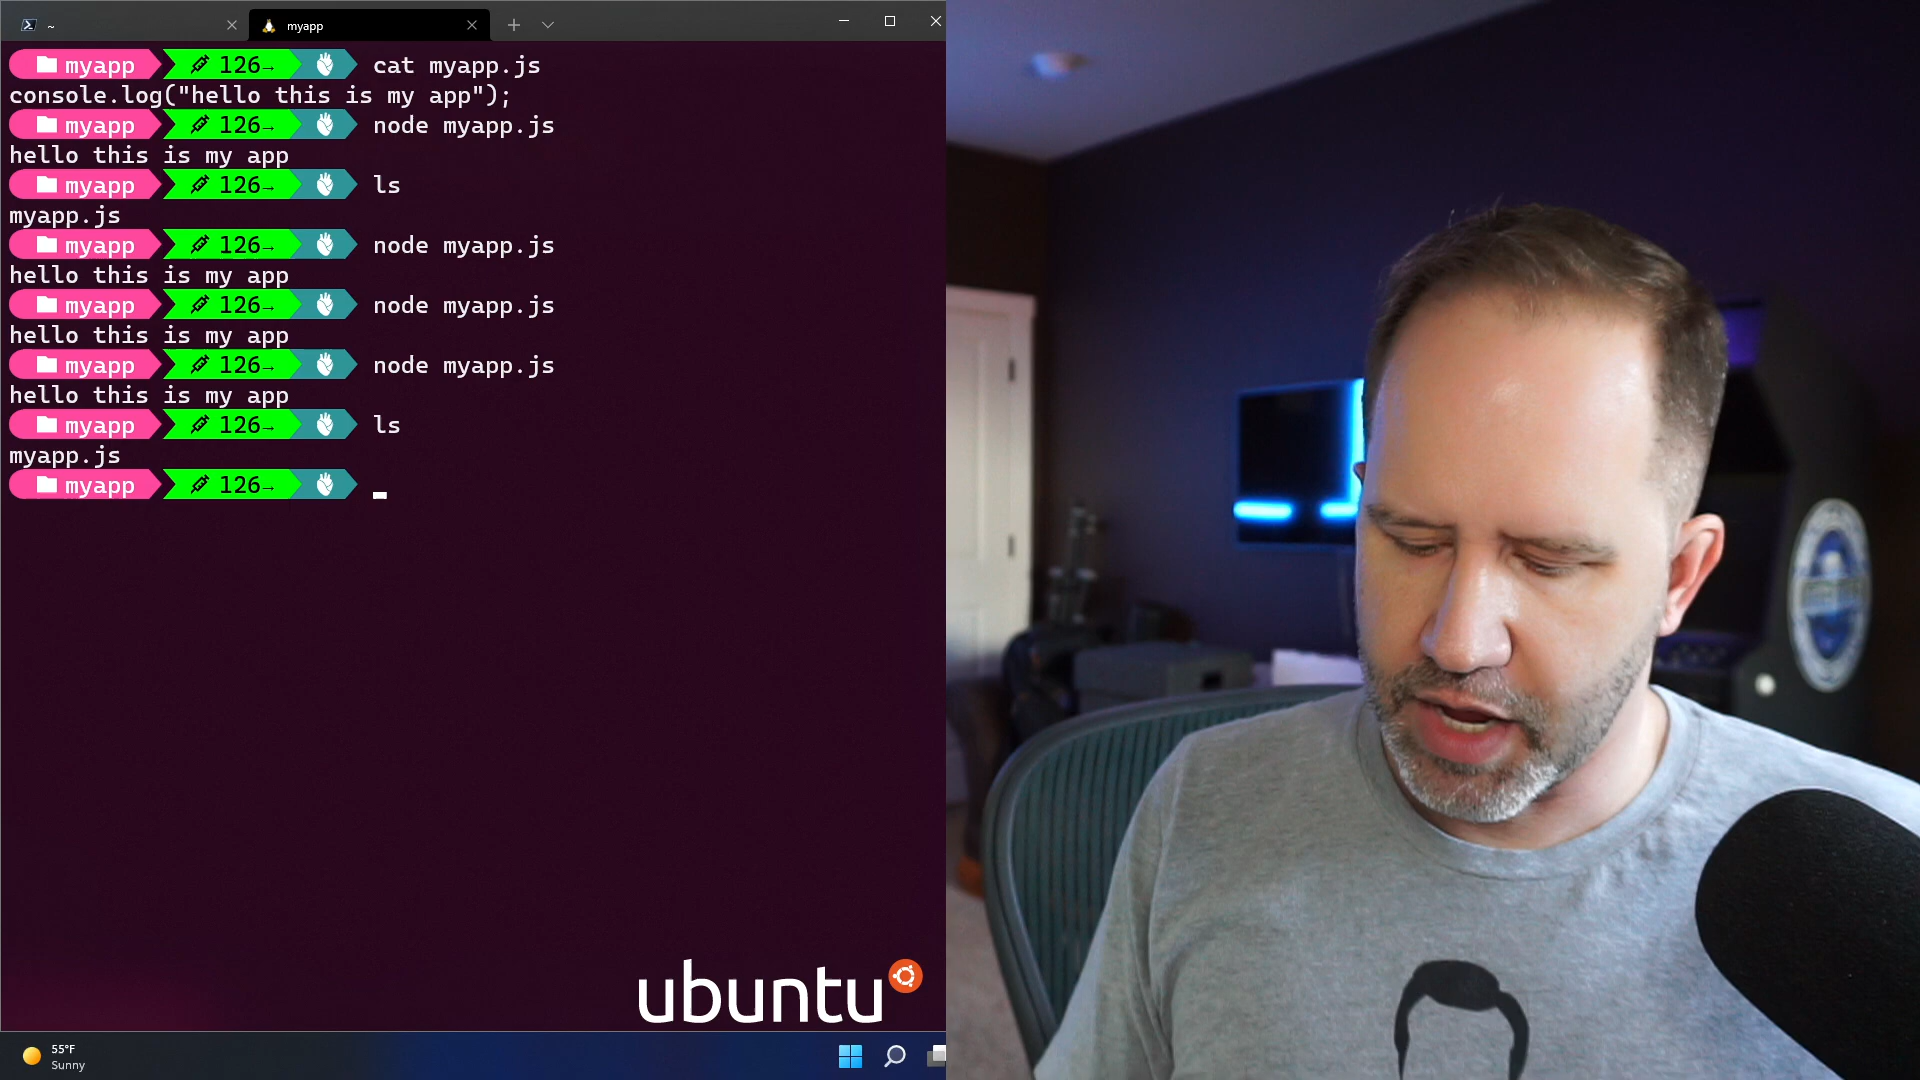 ~
myapp
myapp 126→ cat myapp.js
console.log("hello this is my app");
myapp 126→ node myapp.js
hello this is my app
myapp 126→ ls
myapp.js
myapp 126→ node myapp.js
hello this is my app
myapp 126→ node myapp.js
hello this is my app
myapp 126→ node myapp.js
hello this is my app
myapp 126→ ls
myapp.js
myapp 126→
ubuntu
55°F
Sunny